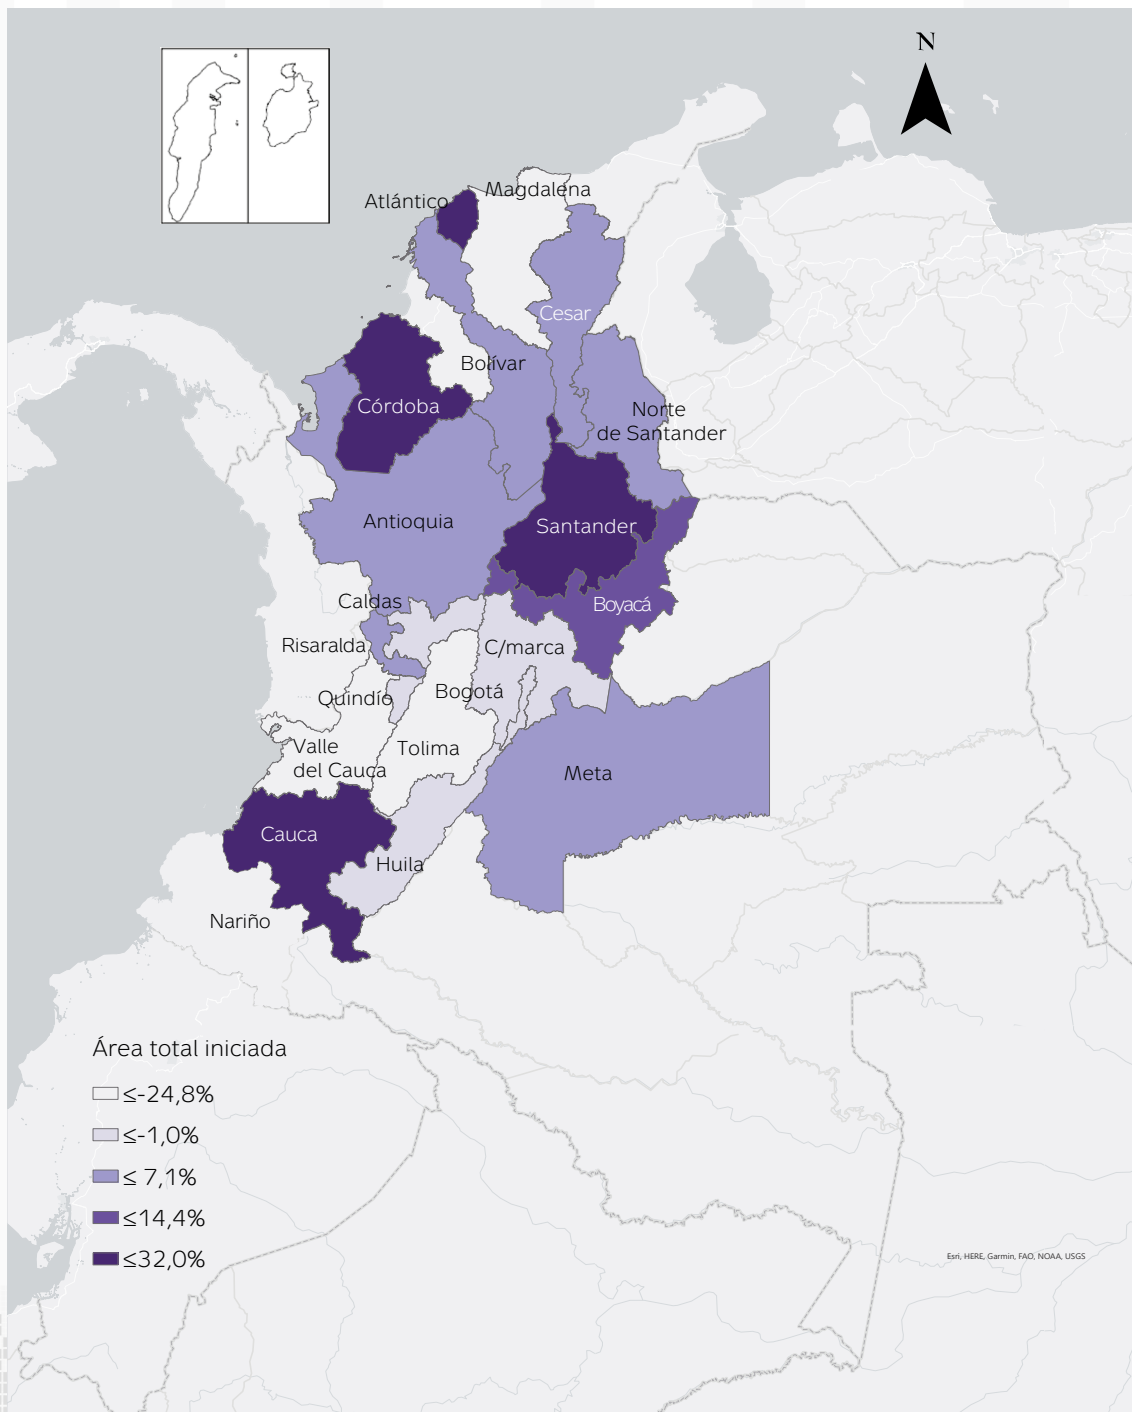 N
Magdalena
Atlántico
Cesar
Bolívar
Córdoba
Norte
de Santander
Antioquia
Santander
Caldas
Boyacá
Risaralda
C/marca
Quindío
Bogotá
Valle
del Cauca
Tolima
Meta
Cauca
Huila
Nariño
Área total iniciada
≤-24,8%
≤-1,0%
≤ 7,1%
≤14,4%
≤32,0%
Esri, HERE, Garmin, FAO, NOAA, USGS